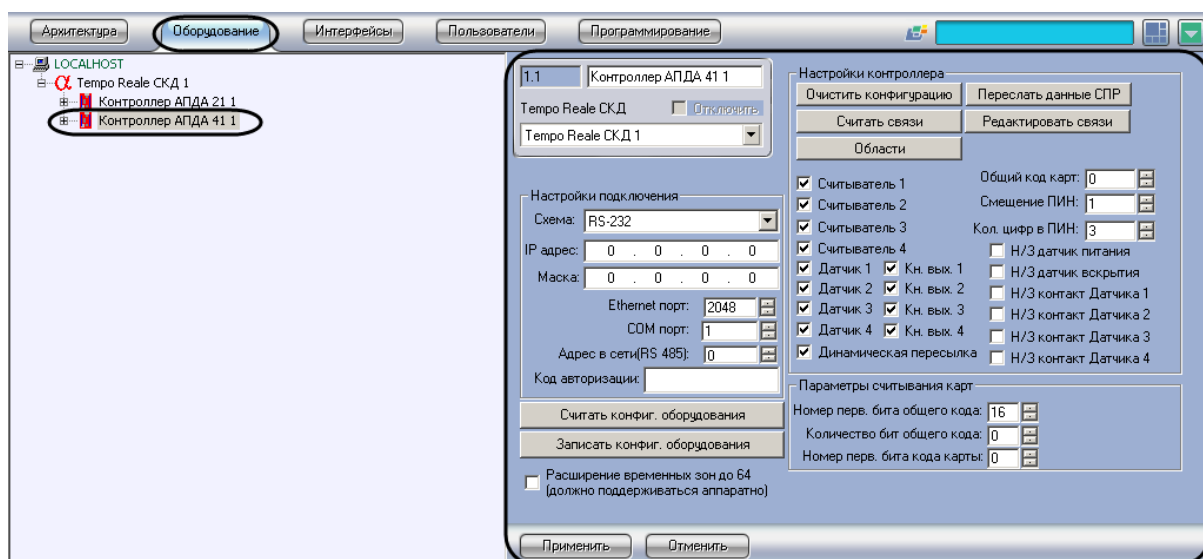 Архитектура Оборудование Интерфейсы Пользователи Программирование
LOCALHOST
Tempo Reale СКД 1
Контроллер АПДА 21 1
Контроллер АПДА 41 1
1.1 Контроллер АПДА 41 1
Tempo Reale СКД Отключить
Tempo Reale СКД 1
Настройки подключения
Схема: RS-232
IP адрес: 0 . 0 . 0 . 0
Маска: 0 . 0 . 0 . 0
Ethernet порт: 2048
COM порт: 1
Адрес в сети(RS 485): 0
Код авторизации:
Считать конфиг. оборудования
Записать конфиг. оборудования
Расширение временных зон до 64
(должно поддерживаться аппаратно)
Настройки контроллера
Очистить конфигурацию Переслать данные СПР
Считать связи Редактировать связи
Области
Считыватель 1
Считыватель 2
Считыватель 3
Считыватель 4
Датчик 1 Кн. вых. 1
Датчик 2 Кн. вых. 2
Датчик 3 Кн. вых. 3
Датчик 4 Кн. вых. 4
Динамическая пересылка
Общий код карт: 0
Смещение ПИН: 1
Кол. цифр в ПИН: 3
Н/З датчик питания
Н/З датчик вскрытия
Н/З контакт Датчика 1
Н/З контакт Датчика 2
Н/З контакт Датчика 3
Н/З контакт Датчика 4
Параметры считывания карт
Номер перв. бита общего кода: 16
Количество бит общего кода: 0
Номер перв. бита кода карты: 0
Применить Отменить